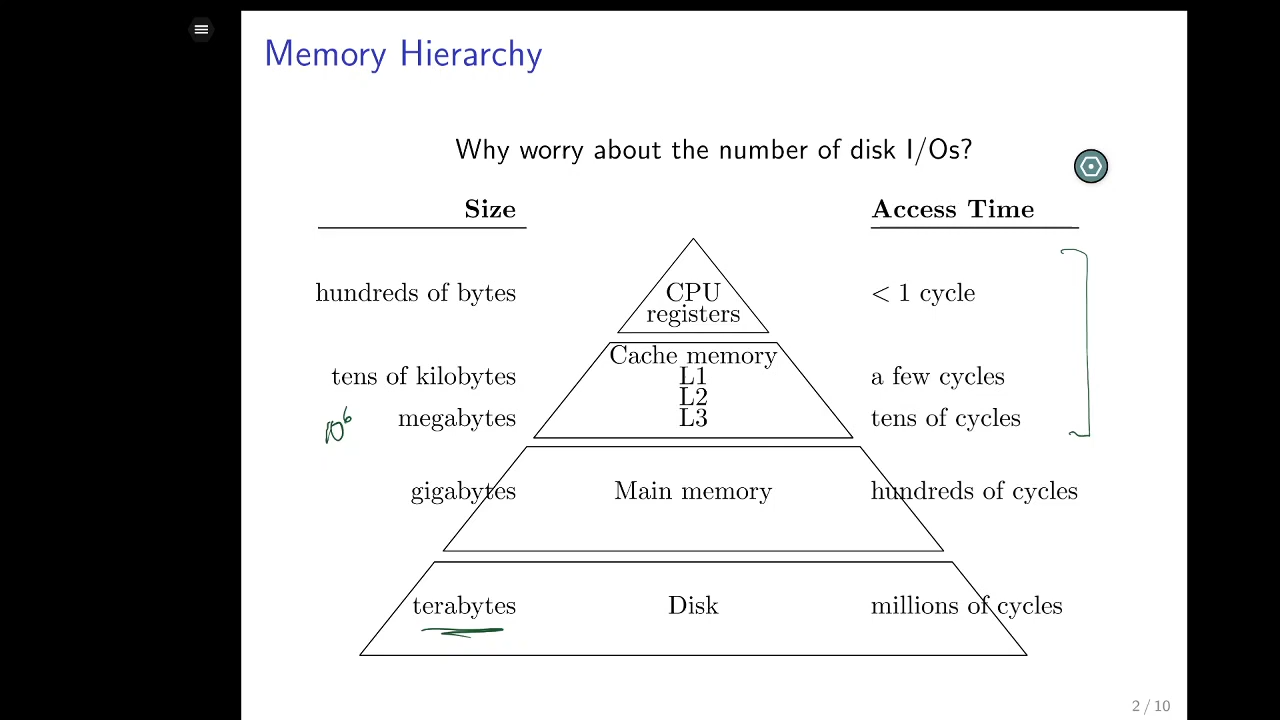 Memory Hierarchy
Why worry about the number of disk I/Os?
Size Access Time
hundreds of bytes CPU registers < 1 cycle
Cache memory
tens of kilobytes L1 a few cycles
L2
10⁶ megabytes L3 tens of cycles
gigabytes Main memory hundreds of cycles
terabytes Disk millions of cycles
2 / 10